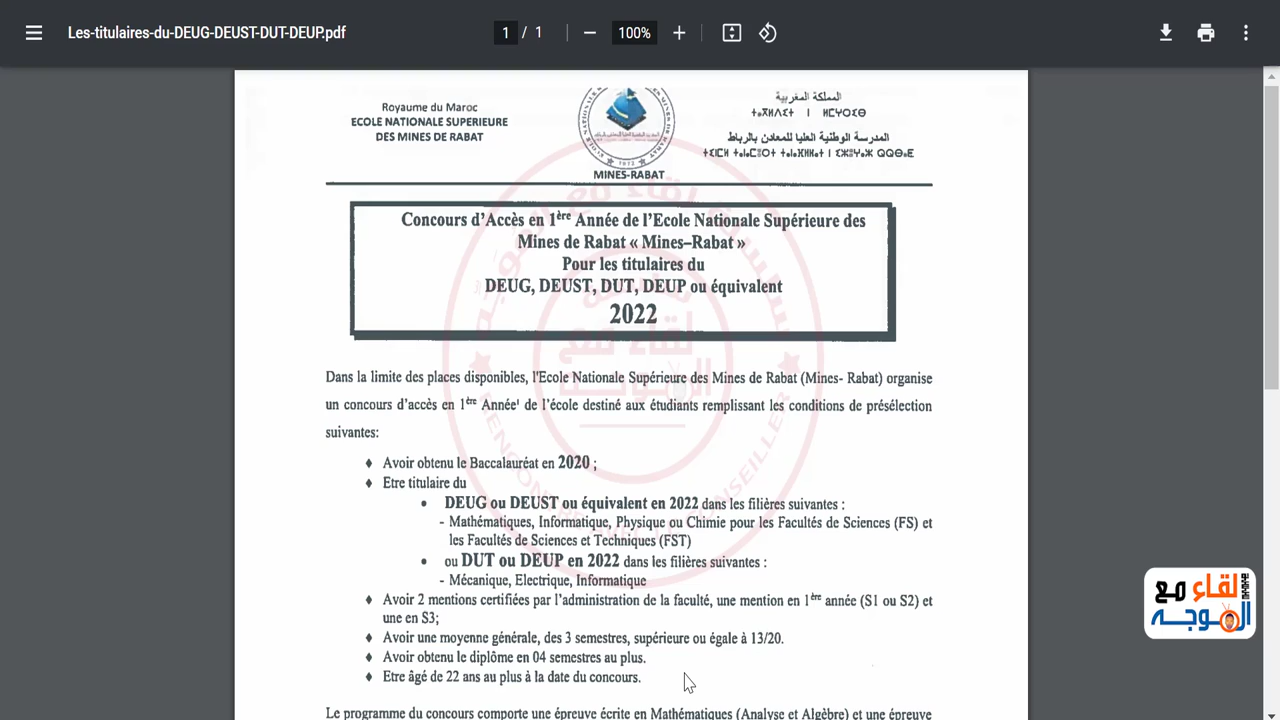 Les-titulaires-du-DEUG-DEUST-DUT-DEUP.pdf
1 / 1
100%
Royaume du Maroc
ECOLE NATIONALE SUPERIEURE
DES MINES DE RABAT
MINES-RABAT
المملكة المغربية
ⵜⴰⴳⵍⴷⵉⵜ ⵏ ⵍⵎⵖⵔⵉⴱ
المدرسة الوطنية العليا للمعادن بالرباط
Concours d'Accès en 1ère Année de l'Ecole Nationale Supérieure des
Mines de Rabat « Mines–Rabat »
Pour les titulaires du
DEUG, DEUST, DUT, DEUP ou équivalent
2022
Dans la limite des places disponibles, l'Ecole Nationale Supérieure des Mines de Rabat (Mines- Rabat) organise
un concours d'accès en 1ère Année¹ de l'école destiné aux étudiants remplissant les conditions de présélection
suivantes:
♦ Avoir obtenu le Baccalauréat en 2020 ;
♦ Etre titulaire du
• DEUG ou DEUST ou équivalent en 2022 dans les filières suivantes :
- Mathématiques, Informatique, Physique ou Chimie pour les Facultés de Sciences (FS) et
les Facultés de Sciences et Techniques (FST)
• ou DUT ou DEUP en 2022 dans les filières suivantes :
- Mécanique, Electrique, Informatique
♦ Avoir 2 mentions certifiées par l'administration de la faculté, une mention en 1ère année (S1 ou S2) et
une en S3;
♦ Avoir une moyenne générale, des 3 semestres, supérieure ou égale à 13/20.
♦ Avoir obtenu le diplôme en 04 semestres au plus.
♦ Etre âgé de 22 ans au plus à la date du concours.
Le programme du concours comporte une épreuve écrite en Mathématiques (Analyse et Algèbre) et une épreuve
لقاء مع
الموجه